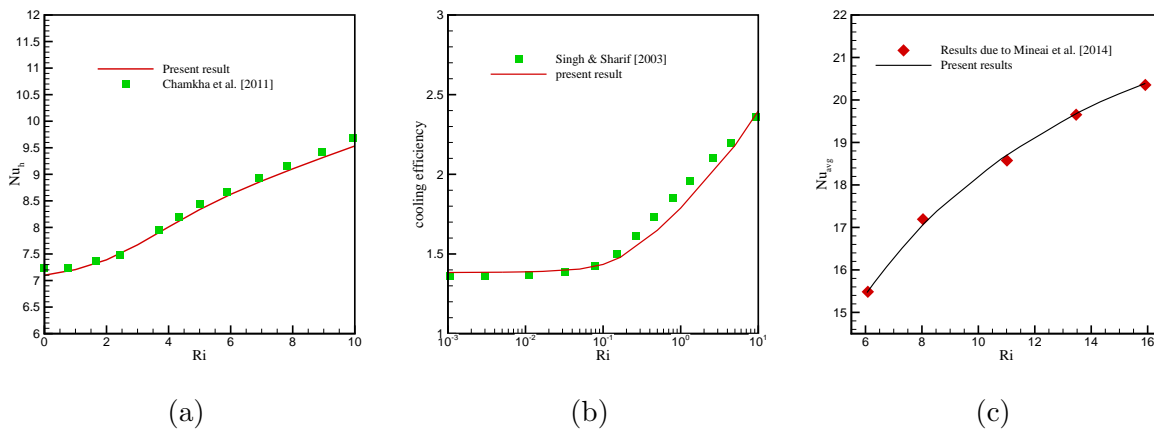 12
11.5
11
10.5
10
9.5
9
8.5
8
7.5
7
6.5
6
Nu_h
0 2 4 6 8 10
Ri
Present result
Chamkha et al. [2011]
(a)
3
2.5
2
1.5
1
cooling efficiency
10^-3 10^-2 10^-1 10^0 10^1
Ri
Singh & Sharif [2003]
present result
(b)
22
21
20
19
18
17
16
15
Nu_avg
6 8 10 12 14 16
Ri
Results due to Mineai et al. [2014]
Present results
(c)